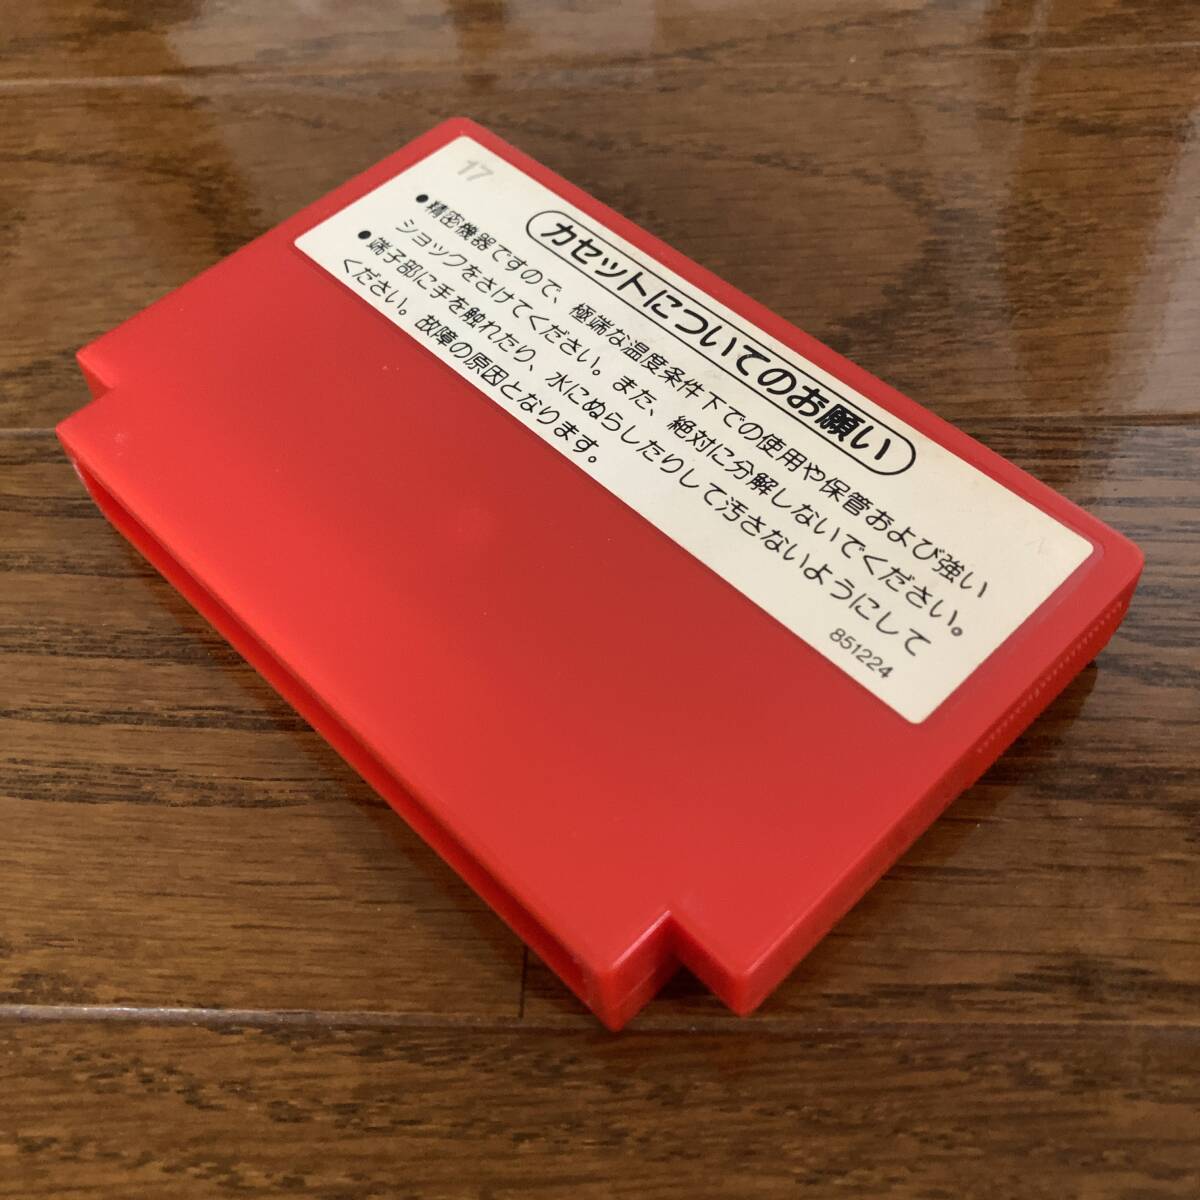 17
カセットについてのお願い
●精密機器ですので、極端な温度条件下での使用や保管および強い
ショックをさけてください。また、絶対に分解しないでください。
●端子部に手を触れたり、水にぬらしたりして汚さないようにして
ください。故障の原因となります。
851224